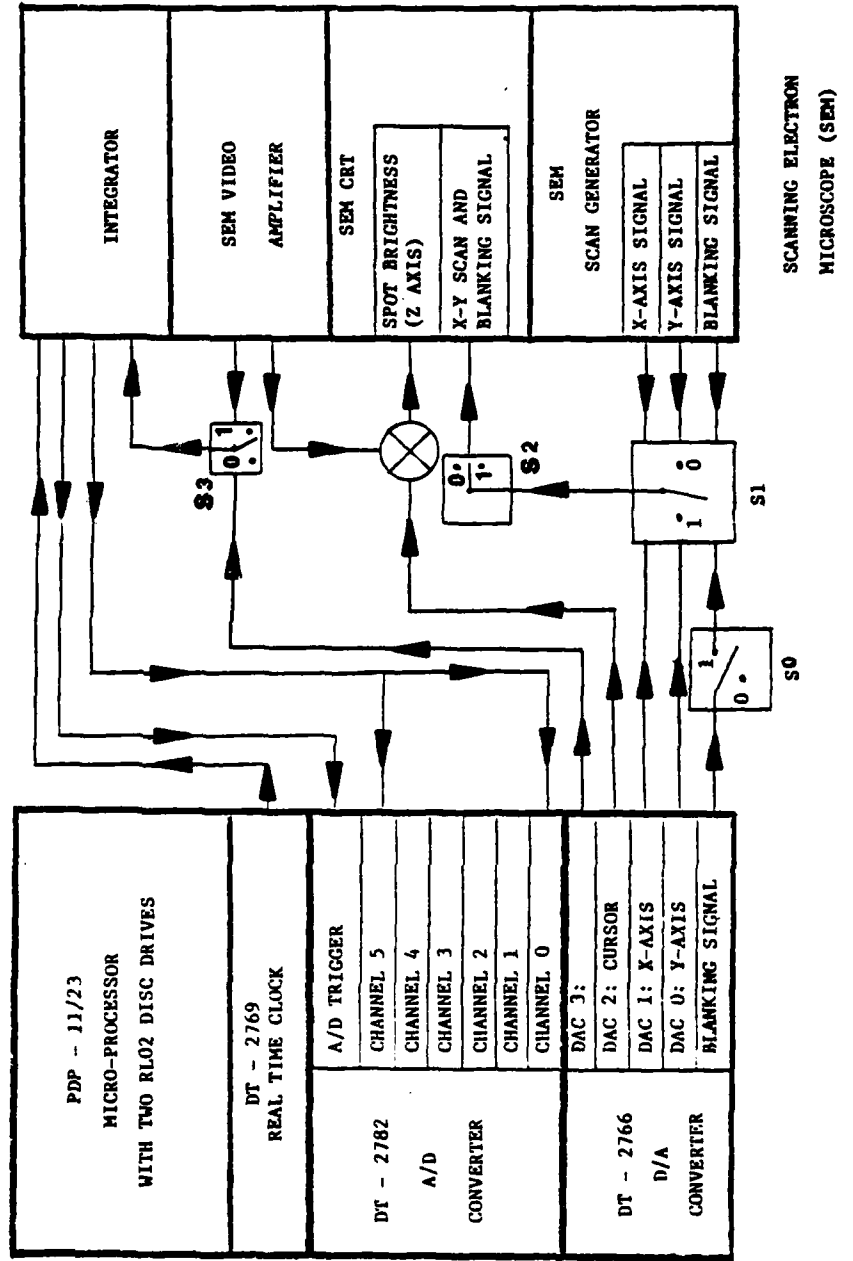 PDP - 11/23
MICRO-PROCESSOR
WITH TWO RL02 DISC DRIVES
DT - 2769
REAL TIME CLOCK
DT - 2782
A/D
CONVERTER
A/D TRIGGER
CHANNEL 5
CHANNEL 4
CHANNEL 3
CHANNEL 2
CHANNEL 1
CHANNEL 0
DT - 2766
D/A
CONVERTER
DAC 3:
DAC 2: CURSOR
DAC 1: X-AXIS
DAC 0: Y-AXIS
BLANKING SIGNAL
S3
0 1
0
1
S2
1 0
S1
1
0
S0
INTEGRATOR
SEM VIDEO
AMPLIFIER
SEM CRT
SPOT BRIGHTNESS
(Z AXIS)
X-Y SCAN AND
BLANKING SIGNAL
SEM
SCAN GENERATOR
X-AXIS SIGNAL
Y-AXIS SIGNAL
BLANKING SIGNAL
SCANNING ELECTRON
MICROSCOPE (SEM)